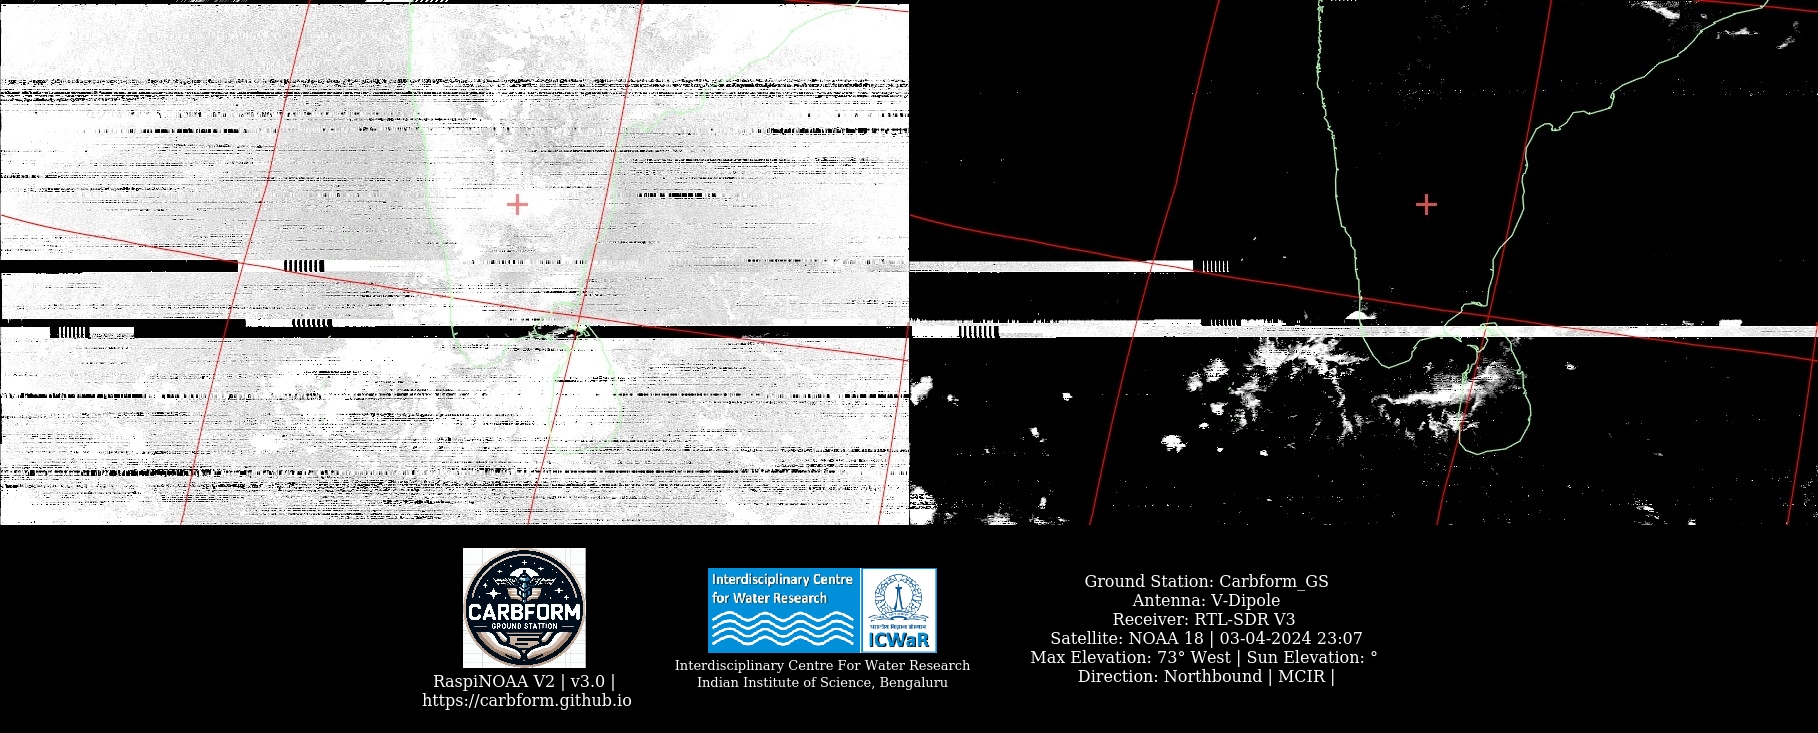 CARBFORM
GROUND STATION
RaspiNOAA V2 | v3.0 |
https://carbform.github.io
Interdisciplinary Centre
for Water Research
भारतीय विज्ञान संस्थान
ICWaR
Interdisciplinary Centre For Water Research
Indian Institute of Science, Bengaluru
Ground Station: Carbform_GS
Antenna: V-Dipole
Receiver: RTL-SDR V3
Satellite: NOAA 18 | 03-04-2024 23:07
Max Elevation: 73° West | Sun Elevation: °
Direction: Northbound | MCIR |